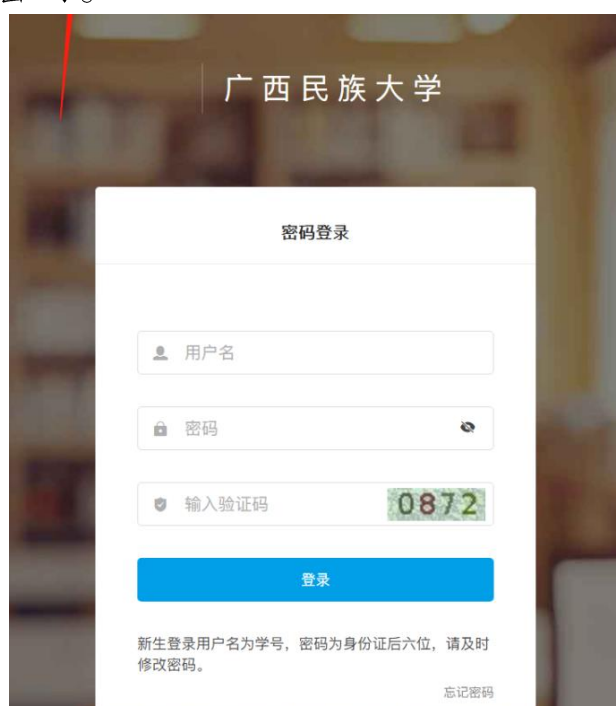 广西民族大学
密码登录
用户名
密码
输入验证码
0872
登录
新生登录用户名为学号，密码为身份证后六位，请及时
修改密码。
忘记密码